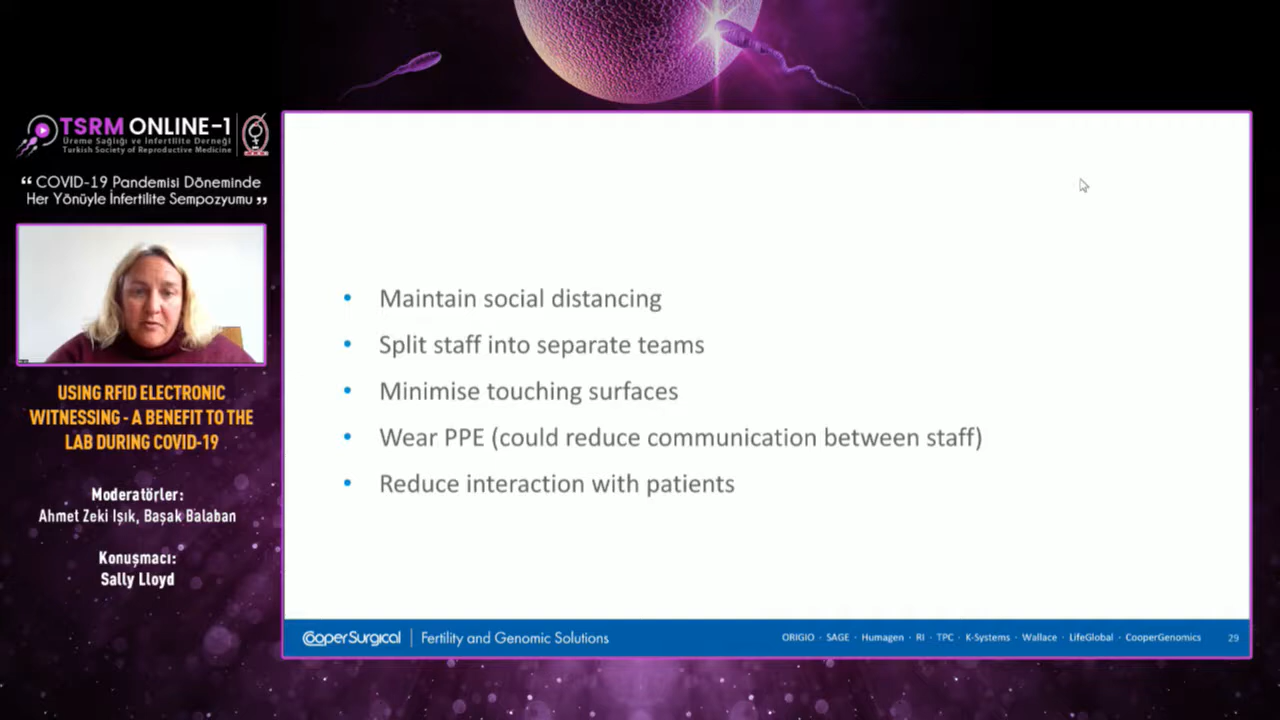 TSRM ONLINE-1
Üreme Sağlığı ve İnfertilite Derneği
Turkish Society of Reproductive Medicine
“ COVID-19 Pandemisi Döneminde
Her Yönüyle İnfertilite Sempozyumu ”
USING RFID ELECTRONIC
WITNESSING - A BENEFIT TO THE
LAB DURING COVID-19
Moderatörler:
Ahmet Zeki Işık, Başak Balaban
Konuşmacı:
Sally Lloyd
• Maintain social distancing
• Split staff into separate teams
• Minimise touching surfaces
• Wear PPE (could reduce communication between staff)
• Reduce interaction with patients
CooperSurgical | Fertility and Genomic Solutions
ORIGIO · SAGE · Humagen · RI · TPC · K-Systems · Wallace · LifeGlobal · CooperGenomics
29